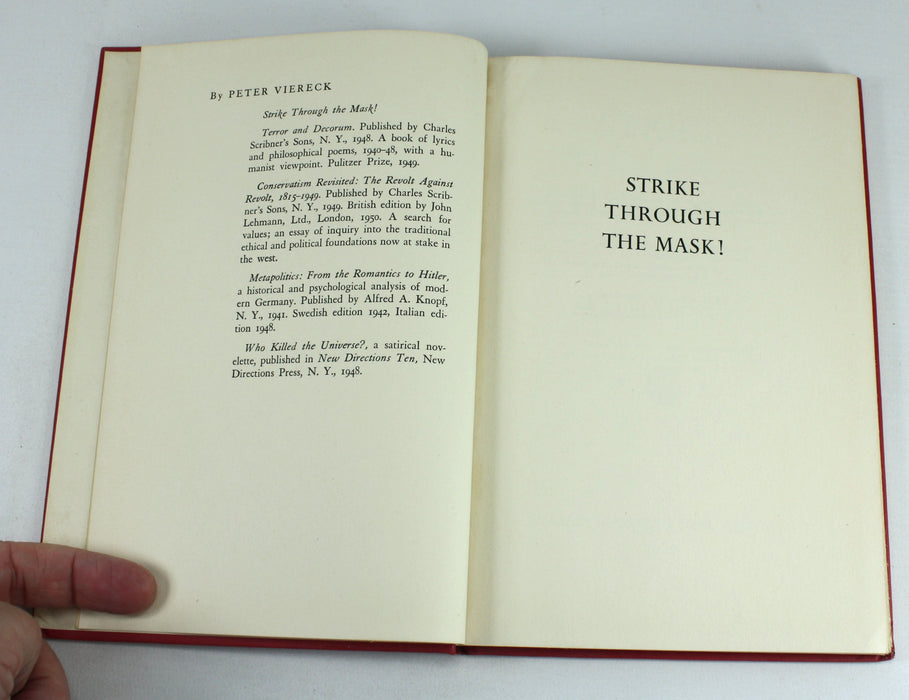 By PETER VIERECK
Strike Through the Mask!
Terror and Decorum. Published by Charles
Scribner's Sons, N. Y., 1948. A book of lyrics
and philosophical poems, 1940-48, with a hu-
manist viewpoint. Pulitzer Prize, 1949.
Conservatism Revisited: The Revolt Against
Revolt, 1815-1949. Published by Charles Scrib-
ner's Sons, N. Y., 1949. British edition by John
Lehmann, Ltd., London, 1950. A search for
values; an essay of inquiry into the traditional
ethical and political foundations now at stake in
the west.
Metapolitics: From the Romantics to Hitler,
a historical and psychological analysis of mod-
ern Germany. Published by Alfred A. Knopf,
N. Y., 1941. Swedish edition 1942, Italian edi-
tion 1948.
Who Killed the Universe?, a satirical nov-
elette, published in New Directions Ten, New
Directions Press, N. Y., 1948.
STRIKE
THROUGH
THE MASK!